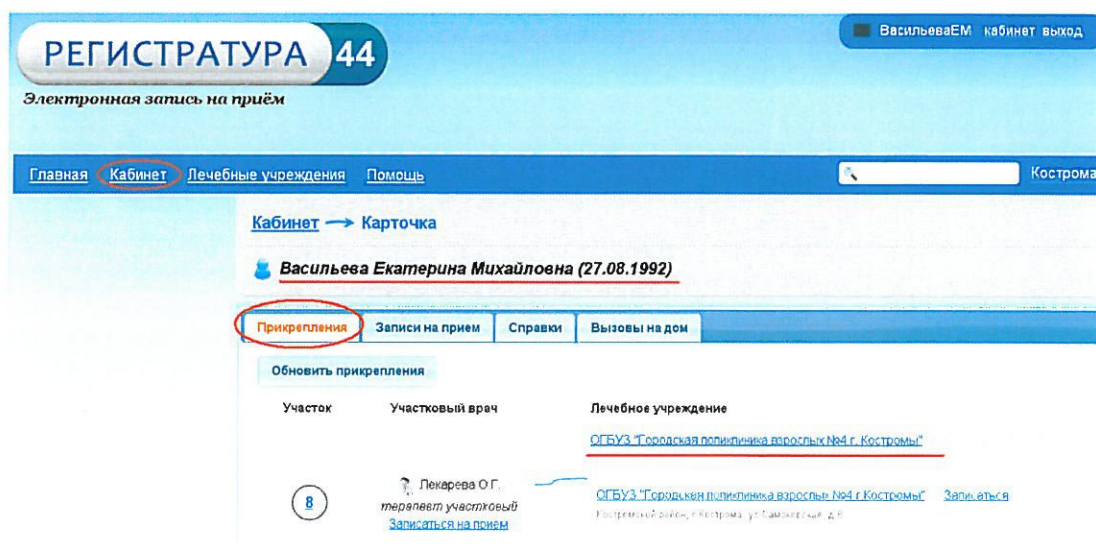 РЕГИСТРАТУРА 44
ВасильеваЕМ кабинет выход
Электронная запись на приём
Главная Кабинет Лечебные учреждения Помощь
Кострома
Кабинет → Карточка
Васильева Екатерина Михайловна (27.08.1992)
Прикрепления Записи на прием Справки Вызовы на дом
Обновить прикрепления
Участок Участковый врач Лечебное учреждение
ОГБУЗ "Городская поликлиника взрослых №4 г. Костромы"
8 Лекарева О.Г. ОГБУЗ "Городская поликлиника взрослых №4 г.Костромы" Записаться
терапевт участковый
Записаться на прием